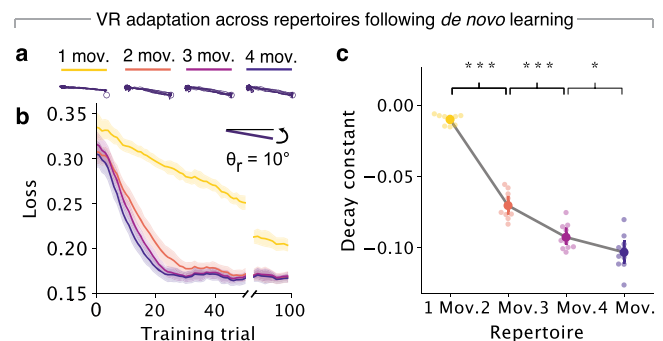 VR adaptation across repertoires following de novo learning
a
1 mov. 2 mov. 3 mov. 4 mov.
b
0.35
0.30
0.25
0.20
0.15
Loss
θr = 10°
0 20 40 100
Training trial
c
*** *** *
0.00
−0.05
−0.10
Decay constant
1 Mov.2 Mov.3 Mov.4 Mov.
Repertoire